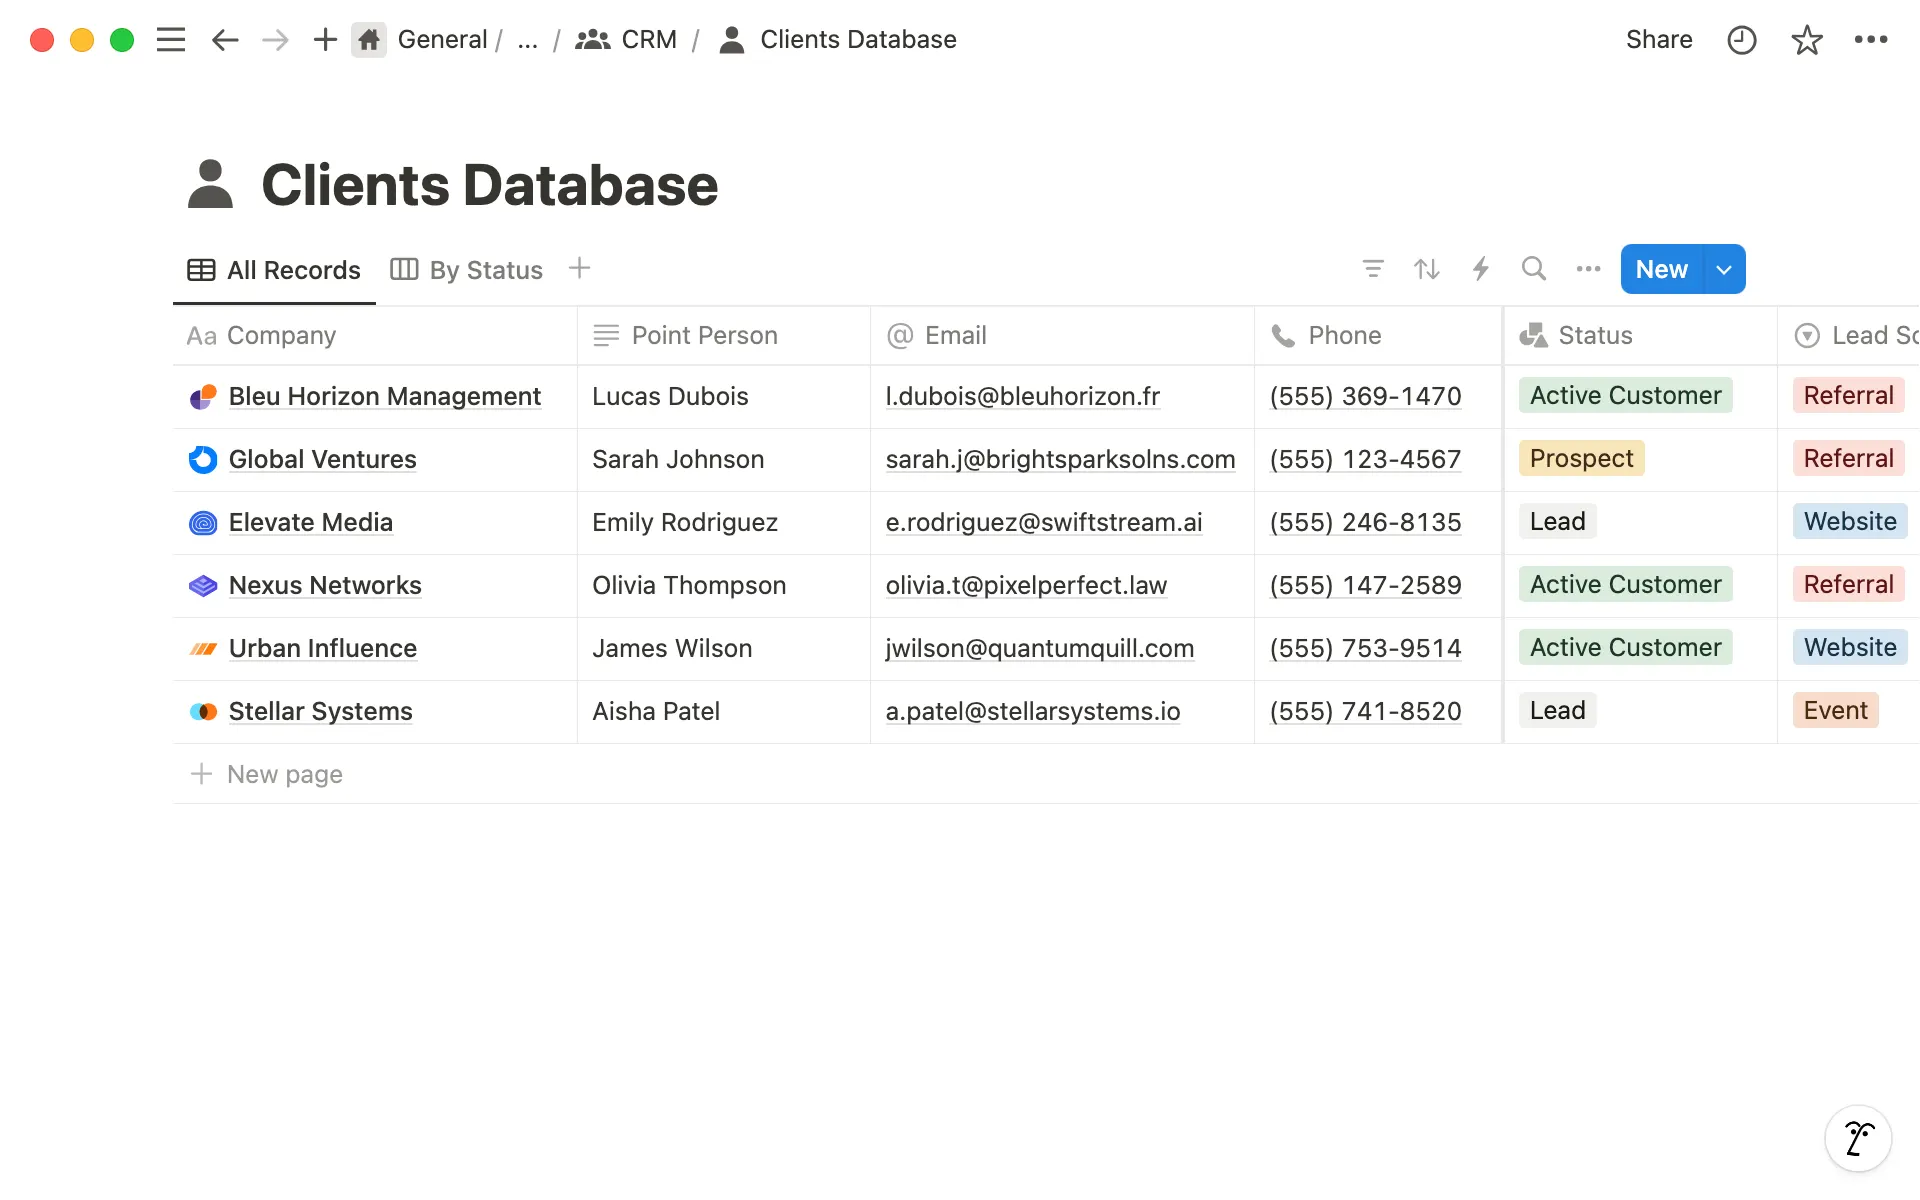 General / ... / CRM / Clients Database
Share
Clients Database
All Records By Status
New
Aa Company Point Person @ Email Phone Status Lead Sc
Bleu Horizon Management Lucas Dubois l.dubois@bleuhorizon.fr (555) 369-1470 Active Customer Referral
Global Ventures Sarah Johnson sarah.j@brightsparksolns.com (555) 123-4567 Prospect Referral
Elevate Media Emily Rodriguez e.rodriguez@swiftstream.ai (555) 246-8135 Lead Website
Nexus Networks Olivia Thompson olivia.t@pixelperfect.law (555) 147-2589 Active Customer Referral
Urban Influence James Wilson jwilson@quantumquill.com (555) 753-9514 Active Customer Website
Stellar Systems Aisha Patel a.patel@stellarsystems.io (555) 741-8520 Lead Event
New page